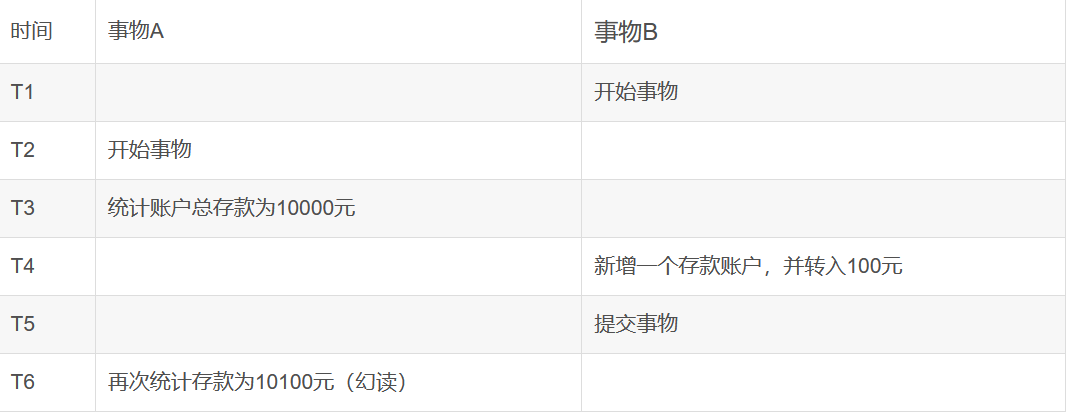 时间 事物A 事物B
T1 开始事物
T2 开始事物
T3 统计账户总存款为10000元
T4 新增一个存款账户，并转入100元
T5 提交事物
T6 再次统计存款为10100元（幻读）